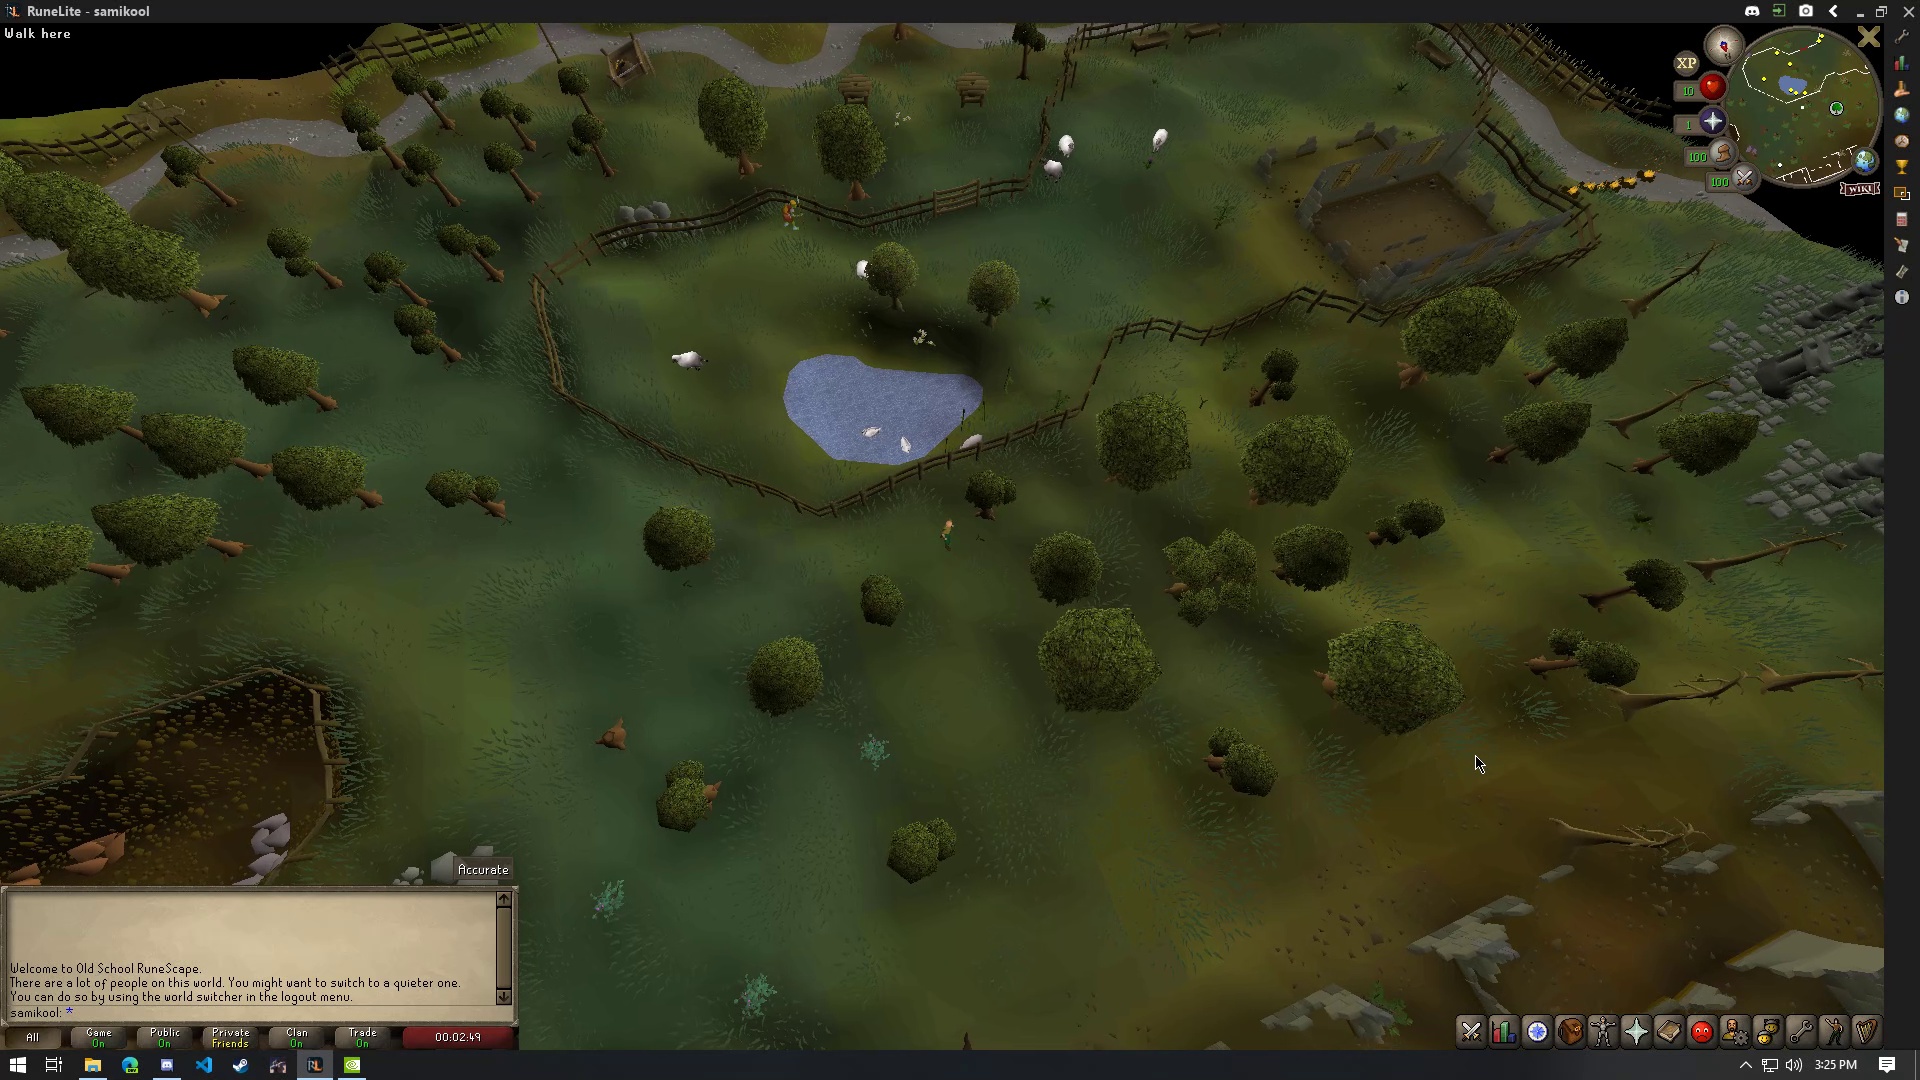 RuneLite - samikool
Walk here
XP
10
1
100
100
WIKI
Accurate
Welcome to Old School RuneScape.
There are a lot of people on this world. You might want to switch to a quieter one.
You can do so by using the world switcher in the logout menu.
samikool: *
All
Game
On
Public
On
Private
Friends
Clan
On
Trade
On
00:02:49
3:25 PM